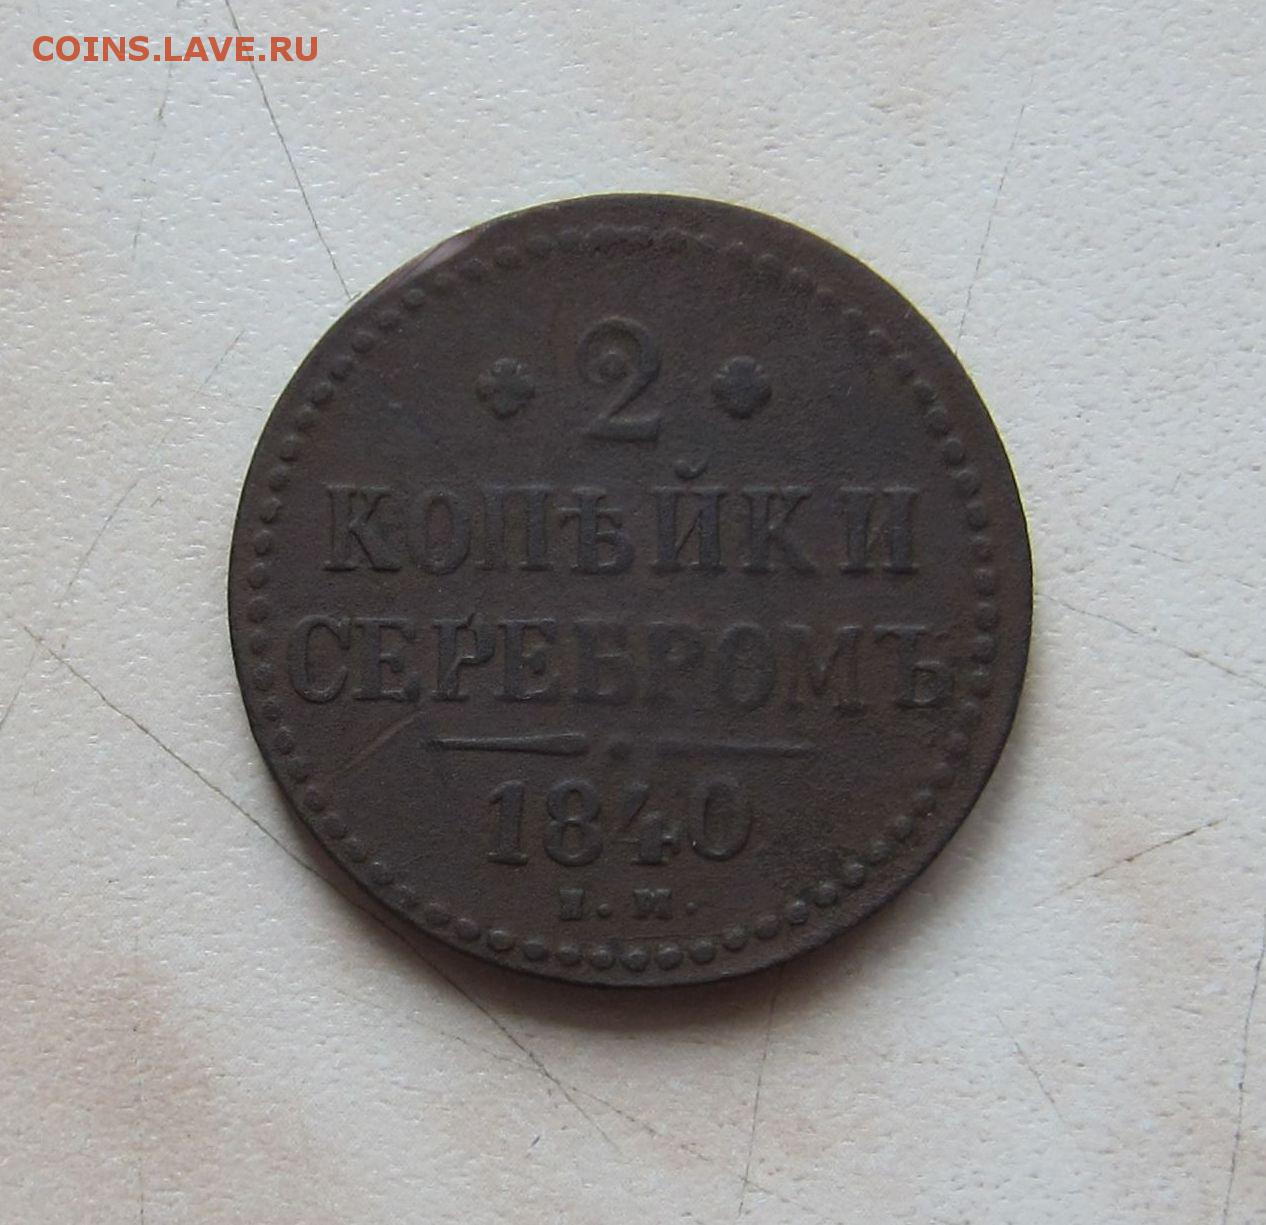 COINS.LAVE.RU
2
КОПѢЙКИ
СЕРЕБРОМЪ
1840
.М.